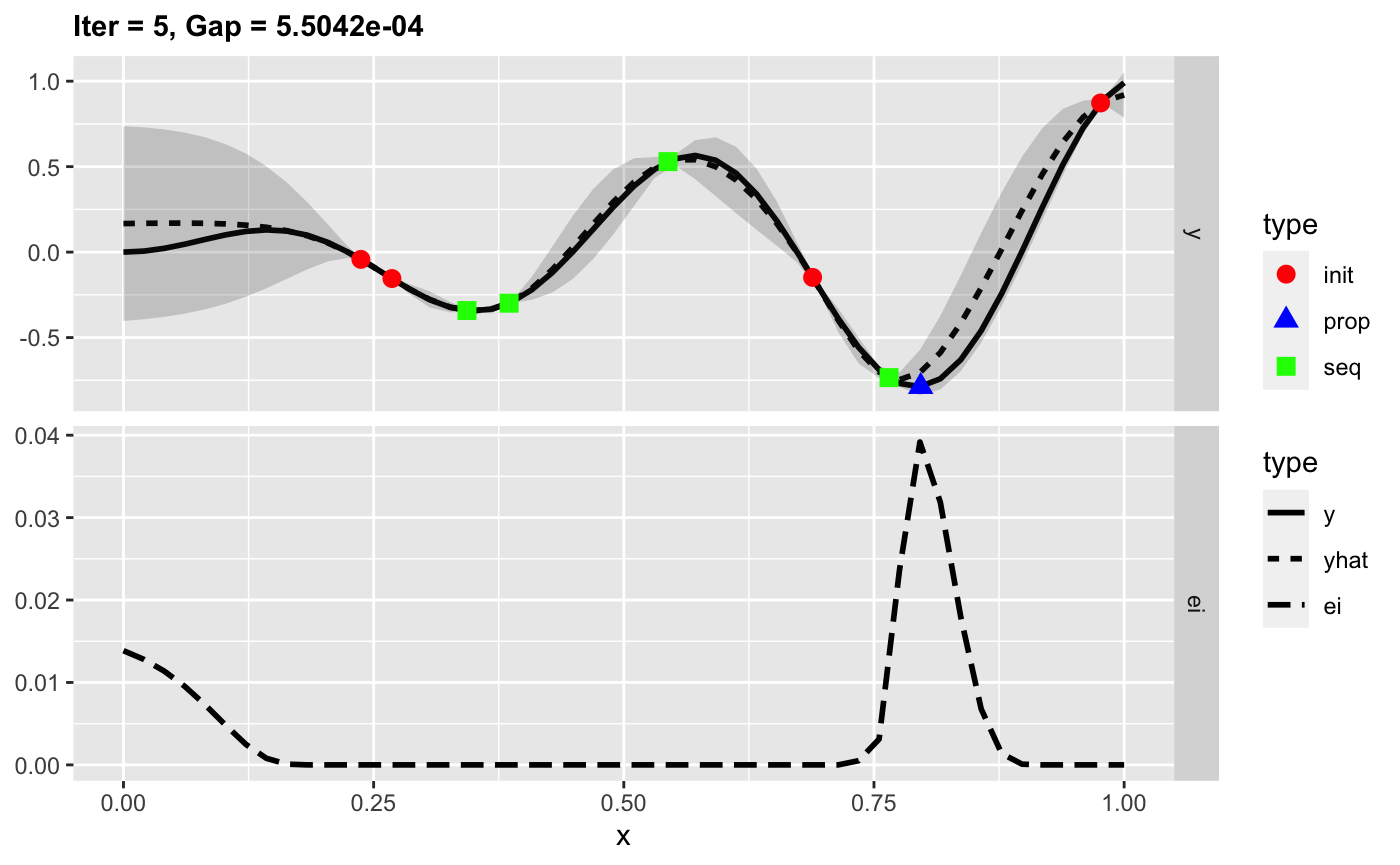 Iter = 5, Gap = 5.5042e-04
1.0
0.5
0.0
-0.5
y
0.04
0.03
0.02
0.01
0.00
ei
0.00 0.25 0.50 0.75 1.00
x
type
init
prop
seq
type
y
yhat
ei